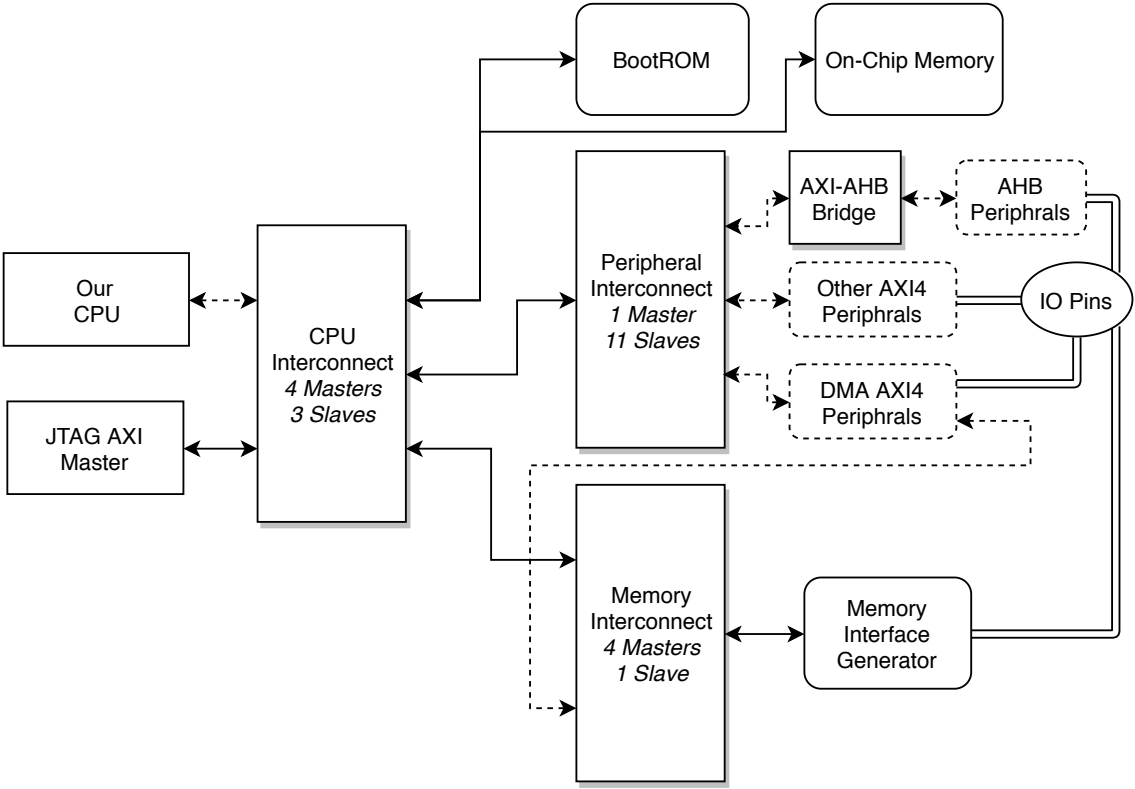 BootROM
On-Chip Memory
AXI-AHB
Bridge
AHB
Periphrals
Our
CPU
CPU
Interconnect
4 Masters
3 Slaves
Peripheral
Interconnect
1 Master
11 Slaves
Other AXI4
Periphrals
IO Pins
DMA AXI4
Periphrals
JTAG AXI
Master
Memory
Interconnect
4 Masters
1 Slave
Memory
Interface
Generator